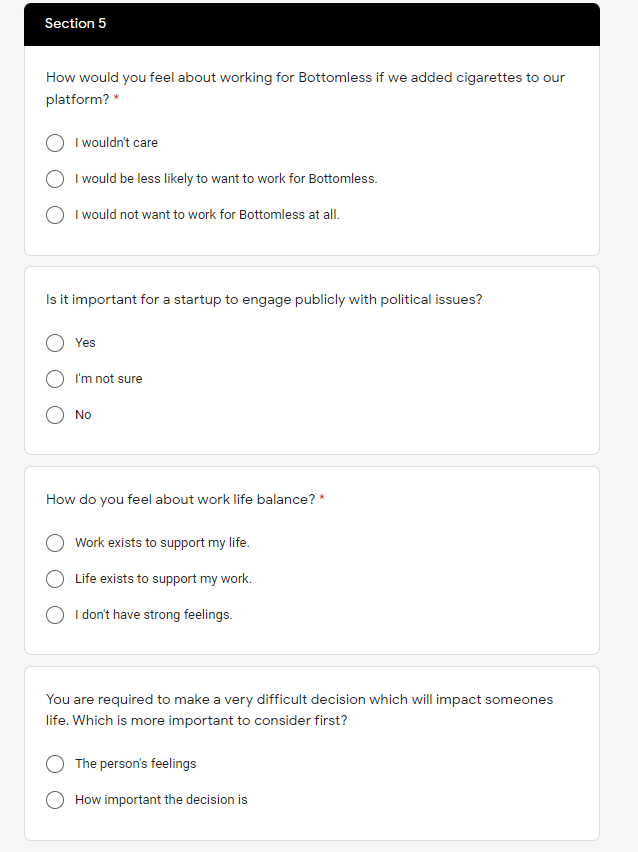 Section 5
How would you feel about working for Bottomless if we added cigarettes to our
platform? *
I wouldn't care
I would be less likely to want to work for Bottomless.
I would not want to work for Bottomless at all.
Is it important for a startup to engage publicly with political issues?
Yes
I'm not sure
No
How do you feel about work life balance? *
Work exists to support my life.
Life exists to support my work.
I don't have strong feelings.
You are required to make a very difficult decision which will impact someones
life. Which is more important to consider first?
The person's feelings
How important the decision is